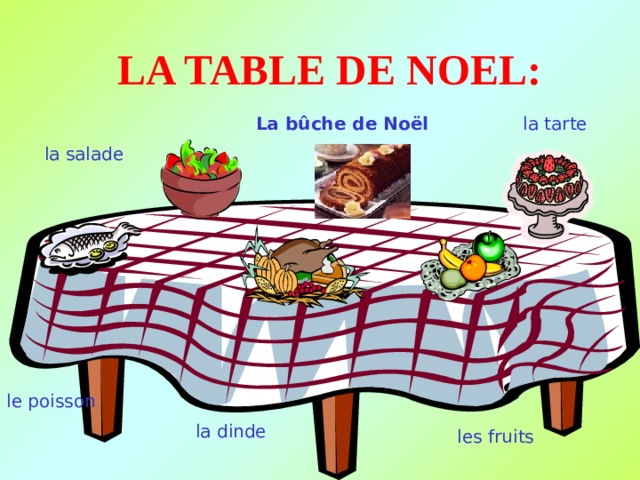 LA TABLE DE NOEL:
La bûche de Noël
la tarte
la salade
le poisson
la dinde
les fruits